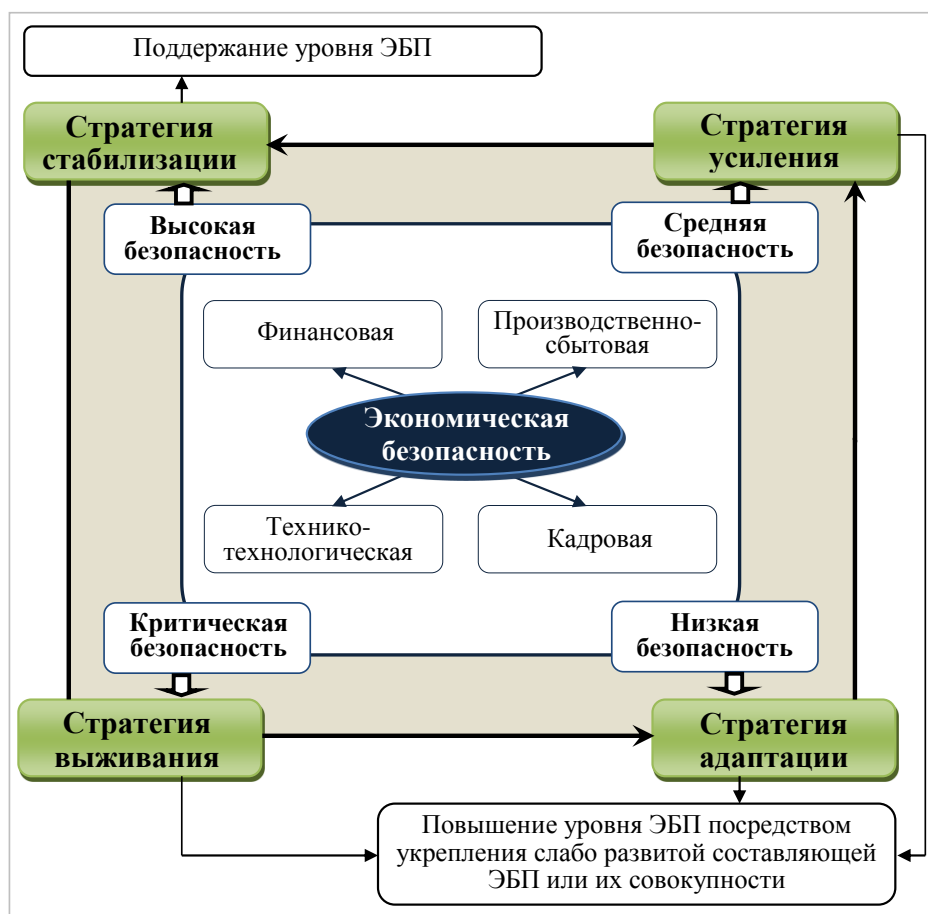 Поддержание уровня ЭБП
Стратегия
стабилизации
Стратегия
усиления
Высокая
безопасность
Средняя
безопасность
Финансовая
Производственно-
сбытовая
Экономическая
безопасность
Технико-
технологическая
Кадровая
Критическая
безопасность
Низкая
безопасность
Стратегия
выживания
Стратегия
адаптации
Повышение уровня ЭБП посредством
укрепления слабо развитой составляющей
ЭБП или их совокупности